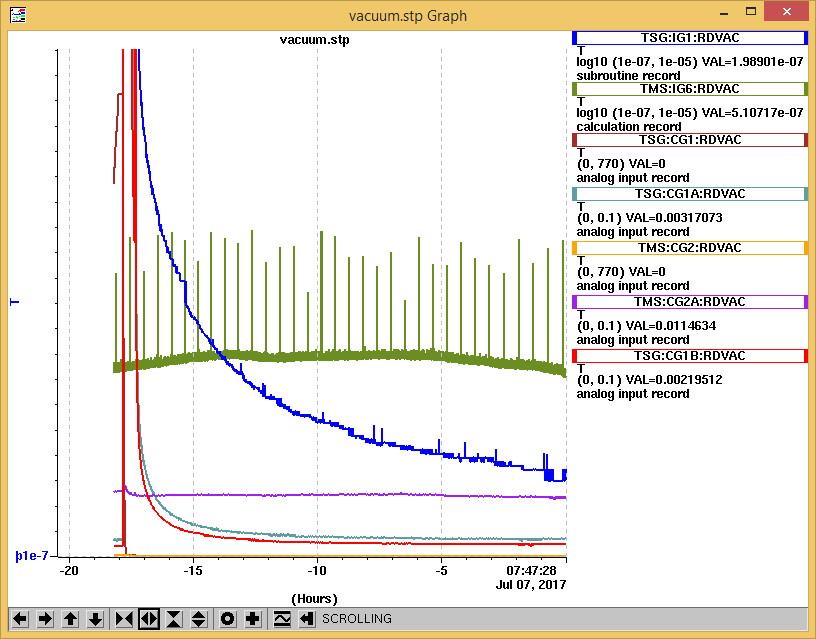 vacuum.stp Graph
vacuum.stp
TSG:IG1:RDVAC
T
log10 (1e-07, 1e-05) VAL=1.98901e-07
subroutine record
TMS:IG6:RDVAC
T
log10 (1e-07, 1e-05) VAL=5.10717e-07
calculation record
TSG:CG1:RDVAC
T
(0, 770) VAL=0
analog input record
TSG:CG1A:RDVAC
T
(0, 0.1) VAL=0.00317073
analog input record
TMS:CG2:RDVAC
T
(0, 770) VAL=0
analog input record
TMS:CG2A:RDVAC
T
(0, 0.1) VAL=0.0114634
analog input record
TSG:CG1B:RDVAC
T
(0, 0.1) VAL=0.00219512
analog input record
T
1e-7
-20 -15 -10 -5 07:47:28
Jul 07, 2017
(Hours)
SCROLLING